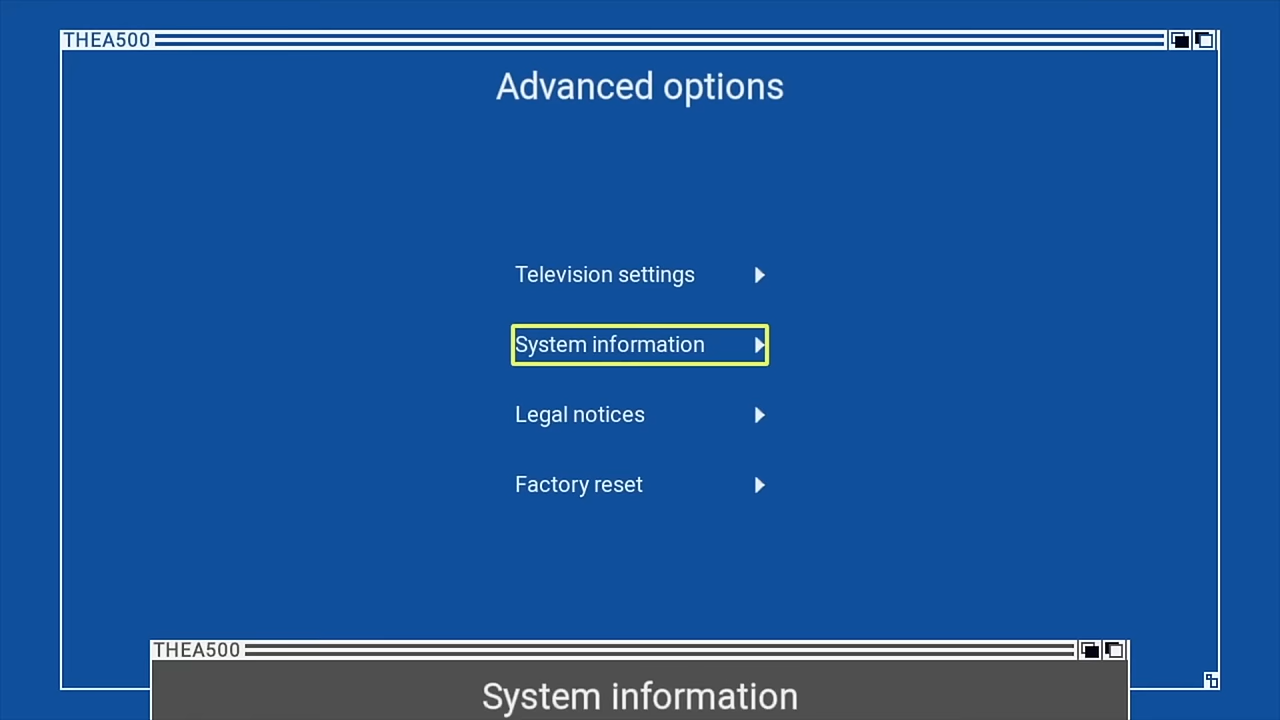 THEA500
Advanced options
Television settings
System information
Legal notices
Factory reset
THEA500
System information